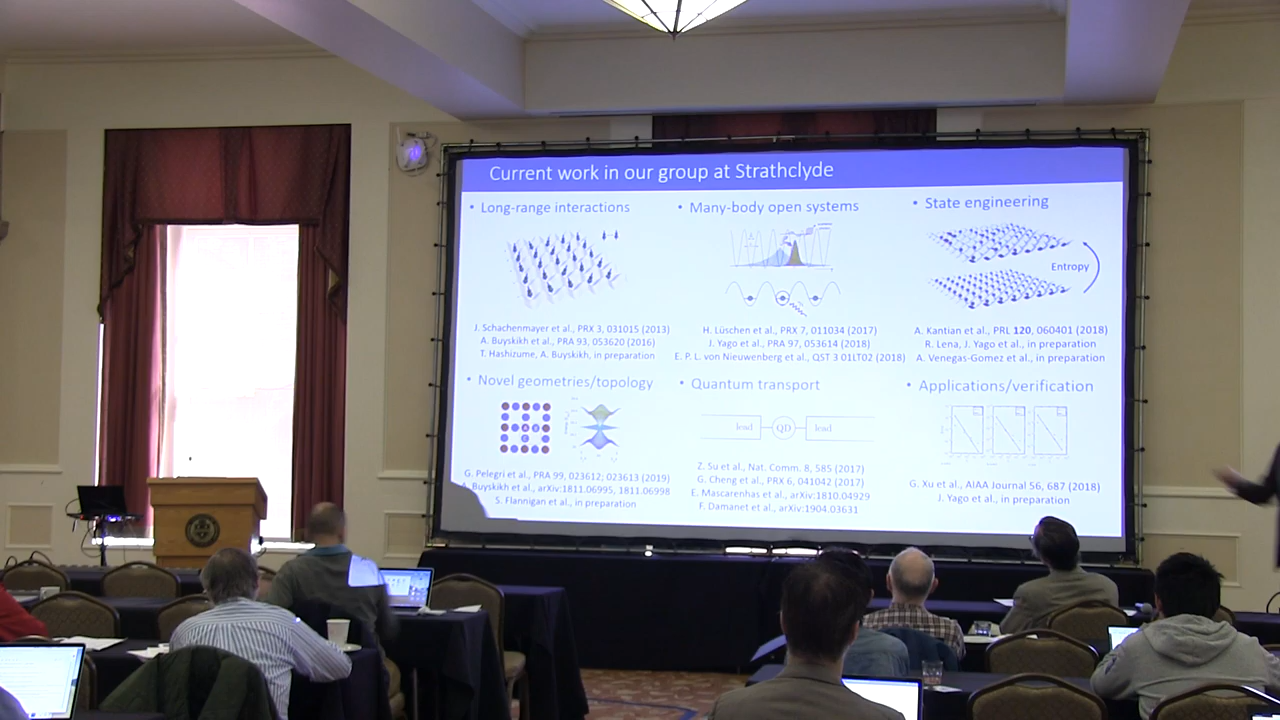 Current work in our group at Strathclyde
• Long-range interactions
J. Schachenmayer et al., PRX 3, 031015 (2013)
A. Buyskikh et al., PRA 93, 053620 (2016)
T. Hashizume, A. Buyskikh, in preparation
• Many-body open systems
H. Lüschen et al., PRX 7, 011034 (2017)
J. Yago et al., PRA 97, 053614 (2018)
E. P. L. von Nieuwenberg et al., QST 3 01LT02 (2018)
• State engineering
Entropy
A. Kantian et al., PRL 120, 060401 (2018)
R. Lena, J. Yago et al., in preparation
A. Venegas-Gomez et al., in preparation
• Novel geometries/topology
G. Pelegri et al., PRA 99, 023612; 023613 (2019)
A. Buyskikh et al., arXiv:1811.06995, 1811.06998
S. Flannigan et al., in preparation
• Quantum transport
lead QD lead
Z. Su et al., Nat. Comm. 8, 585 (2017)
G. Cheng et al., PRX 6, 041042 (2017)
E. Mascarenhas et al., arXiv:1810.04929
F. Damanet et al., arXiv:1904.03631
• Applications/verification
G. Xu et al., AIAA Journal 56, 687 (2018)
J. Yago et al., in preparation